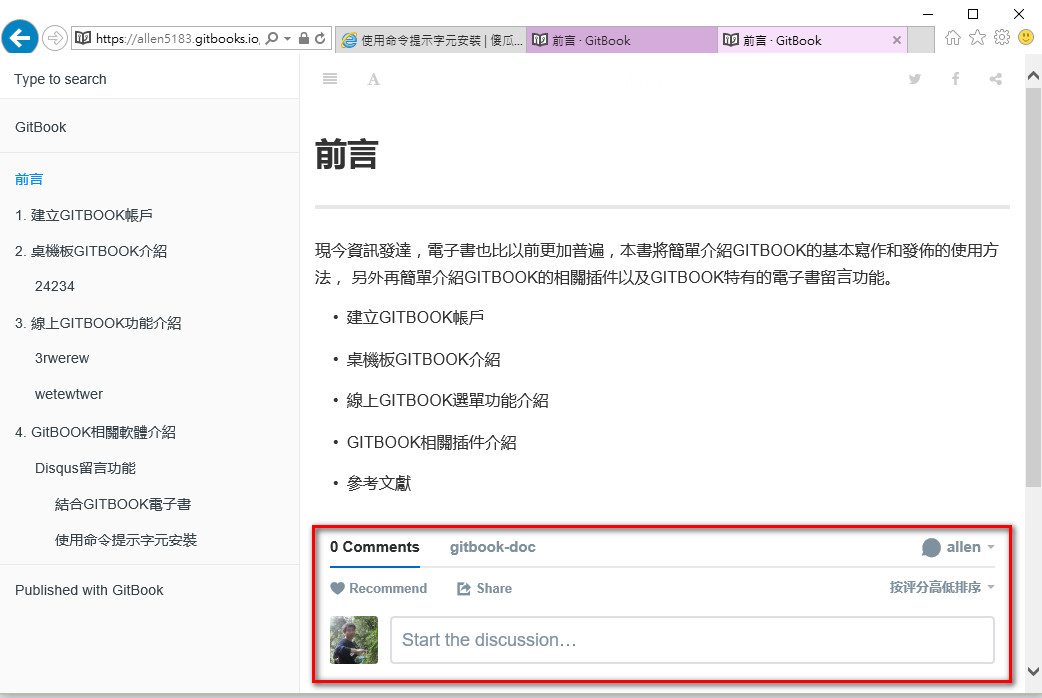 https://allen5183.gitbooks.io,
使用命令提示字元安裝 | 傻瓜...
前言 · GitBook
前言 · GitBook
Type to search
GitBook
前言
1. 建立GITBOOK帳戶
2. 桌機板GITBOOK介紹
24234
3. 線上GITBOOK功能介紹
3rwerew
wetewtwer
4. GitBOOK相關軟體介紹
Disqus留言功能
結合GITBOOK電子書
使用命令提示字元安裝
Published with GitBook
A
前言
現今資訊發達，電子書也比以前更加普遍，本書將簡單介紹GITBOOK的基本寫作和發佈的使用方
法， 另外再簡單介紹GITBOOK的相關插件以及GITBOOK特有的電子書留言功能。
• 建立GITBOOK帳戶
• 桌機板GITBOOK介紹
• 線上GITBOOK選單功能介紹
• GITBOOK相關插件介紹
• 參考文獻
0 Comments gitbook-doc allen
Recommend Share 按评分高低排序
Start the discussion…